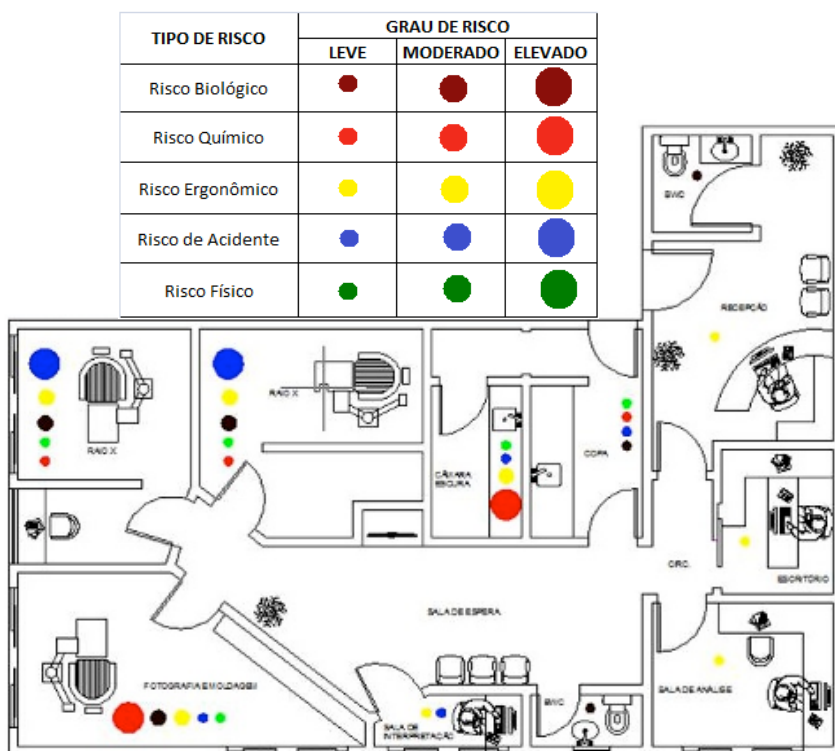 TIPO DE RISCO
GRAU DE RISCO
LEVE
MODERADO
ELEVADO
Risco Biológico
Risco Químico
Risco Ergonômico
Risco de Acidente
Risco Físico
BWC
RECEPÇÃO
RAIO X
RAIO X
CÂMARA
ESCURA
COPA
CIRC.
ESCRITÓRIO
SALA DE ESPERA
FOTOGRAFIA E MOLDAGEM
SALA DE
INTERPRETAÇÃO
BWC
SALA DE ANÁLISE